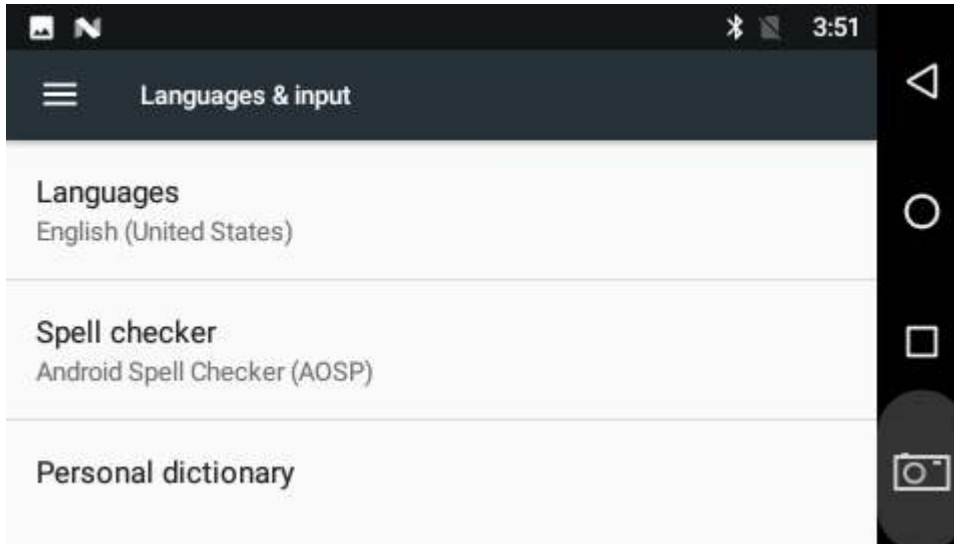 3:51
Languages & input
Languages
English (United States)
Spell checker
Android Spell Checker (AOSP)
Personal dictionary